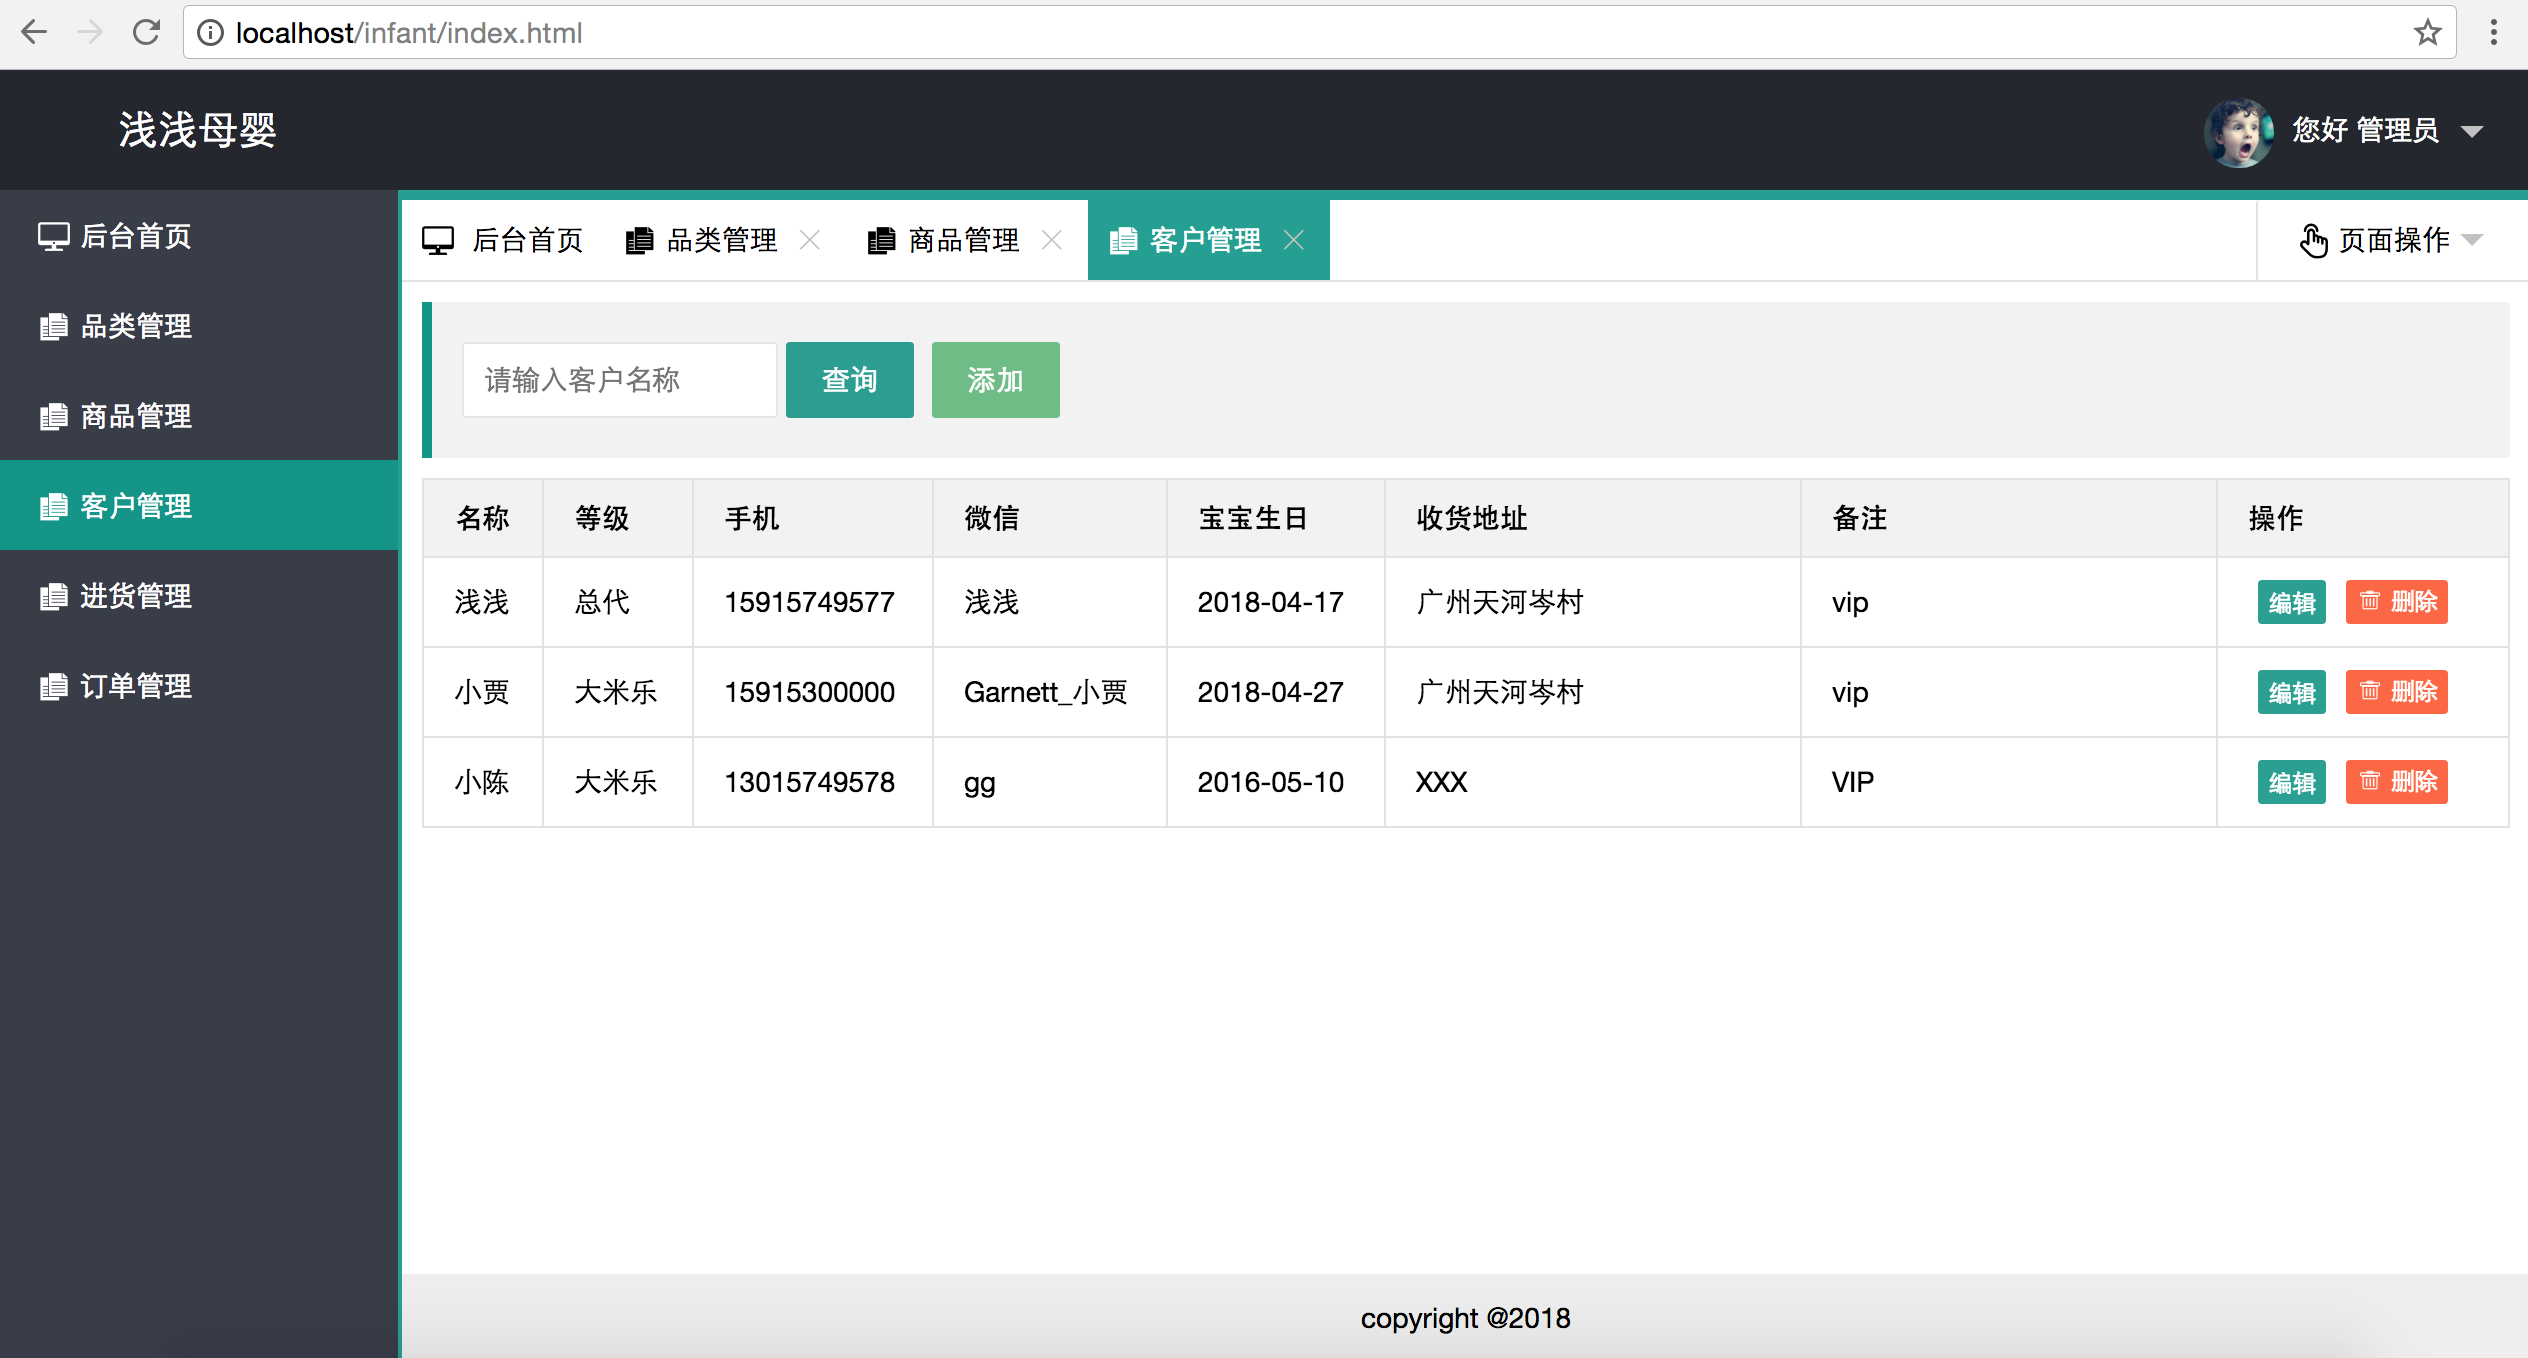 localhost/infant/index.html
浅浅母婴
您好 管理员
后台首页
品类管理
商品管理
客户管理
进货管理
订单管理
后台首页 品类管理 商品管理 客户管理 页面操作
请输入客户名称 查询 添加
名称 等级 手机 微信 宝宝生日 收货地址 备注 操作
浅浅 总代 15915749577 浅浅 2018-04-17 广州天河岑村 vip 编辑 删除
小贾 大米乐 15915300000 Garnett_小贾 2018-04-27 广州天河岑村 vip 编辑 删除
小陈 大米乐 13015749578 gg 2016-05-10 XXX VIP 编辑 删除
copyright @2018